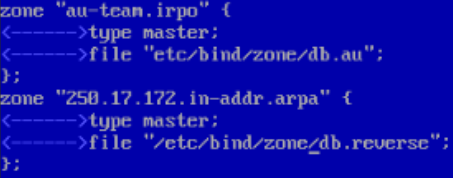 zone "au-team.irpo" {
<------>type master;
<------>file "etc/bind/zone/db.au";
};
zone "250.17.172.in-addr.arpa" {
<------>type master;
<------>file "/etc/bind/zone/db.reverse";
};